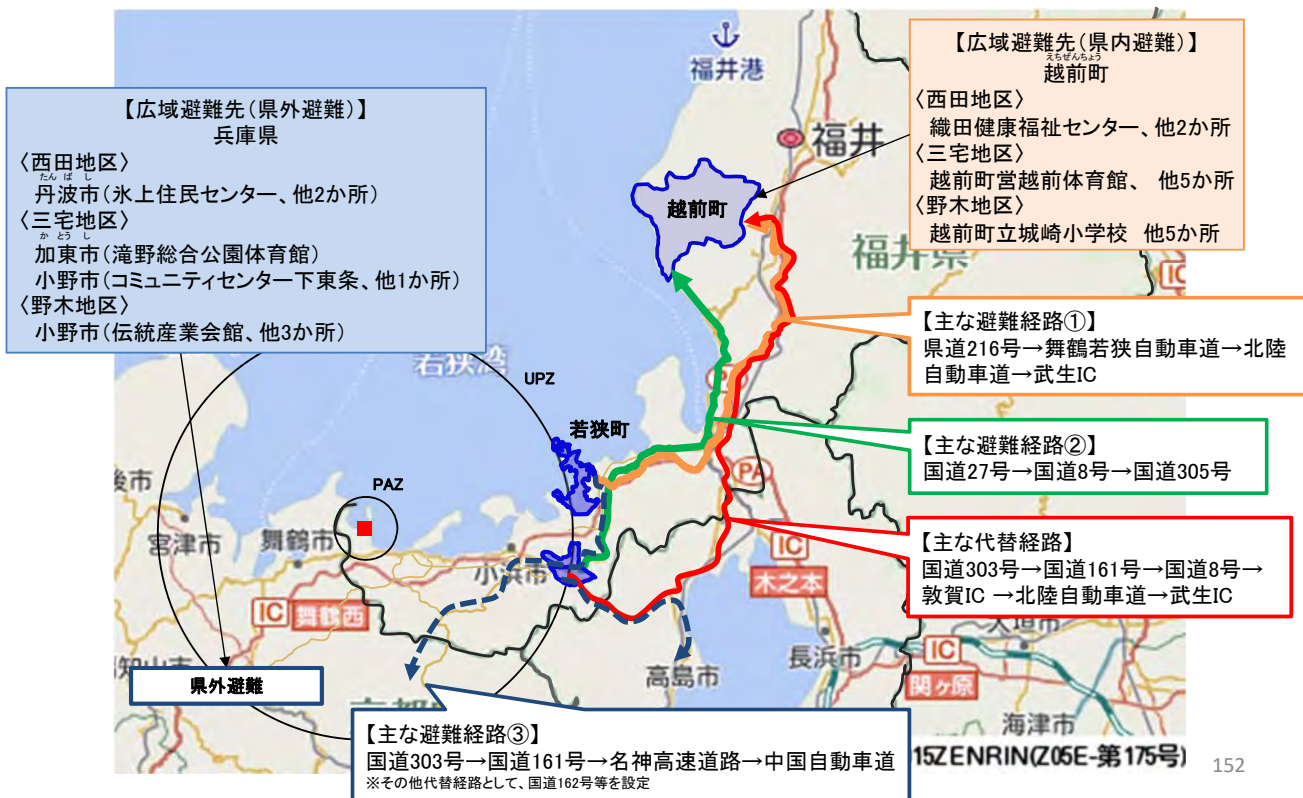 【広域避難先(県外避難)】
兵庫県
〈西田地区〉
たんばし
丹波市(氷上住民センター、他2か所)
〈三宅地区〉
かとうし
加東市(滝野総合公園体育館)
小野市(コミュニティセンター下東条、他1か所)
〈野木地区〉
小野市(伝統産業会館、他3か所)
【広域避難先(県内避難)】
えちぜんちょう
越前町
〈西田地区〉
織田健康福祉センター、他2か所
〈三宅地区〉
越前町営越前体育館、 他5か所
〈野木地区〉
越前町立城崎小学校 他5か所
福井港
福井
越前町
福井県
IC
【主な避難経路①】
県道216号→舞鶴若狭自動車道→北陸
自動車道→武生IC
若狭湾
UPZ
若狭町
PAZ
【主な避難経路②】
国道27号→国道8号→国道305号
PA
宮津市
舞鶴市
小浜市
IC 舞鶴西
IC
木之本
【主な代替経路】
国道303号→国道161号→国道8号→
敦賀IC →北陸自動車道→武生IC
大垣市
長浜市
IC
関ヶ原
高島市
海津市
県外避難
【主な避難経路③】
国道303号→国道161号→名神高速道路→中国自動車道
※その他代替経路として、国道162号等を設定
15ZENRIN(Z05E-第175号)
152